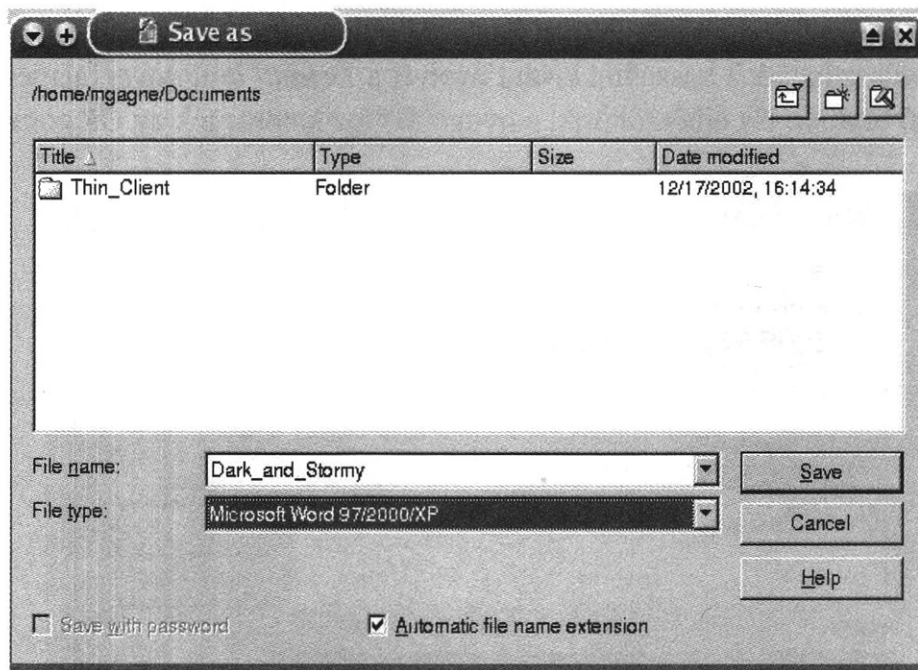 Save as
/home/mgagne/Documents
Title Type Size Date modified
Thin_Client Folder 12/17/2002, 16:14:34
File name: Dark_and_Stormy Save
File type: Microsoft Word 97/2000/XP Cancel
Help
Save with password Automatic file name extension